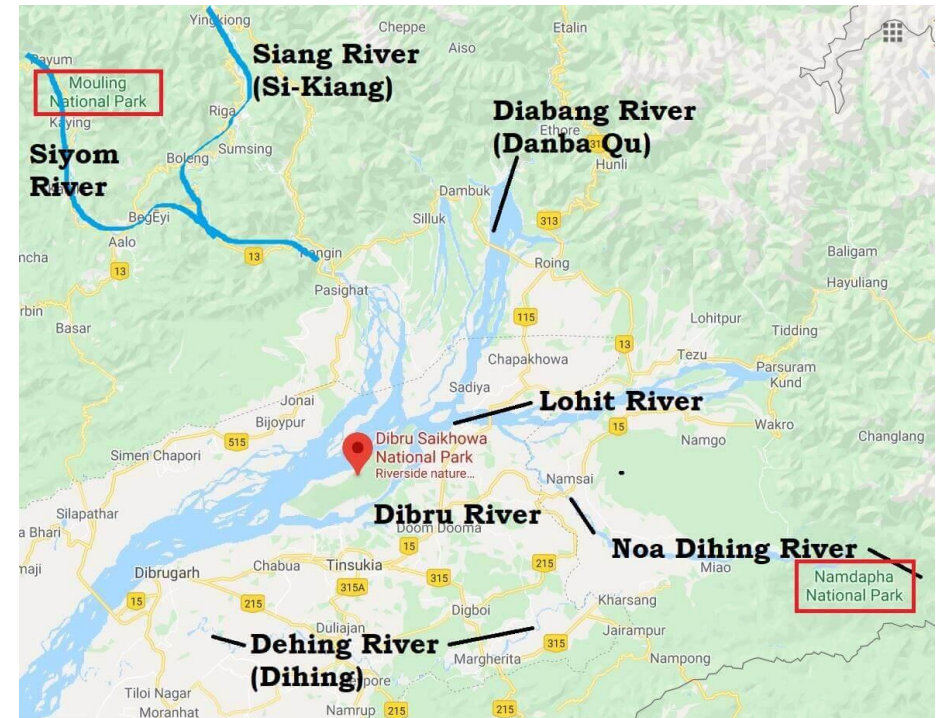 Yingkiong
Cheppe
Etalin
Aiso
Siang River
(Si-Kiang)
Payum
Mouling
National Park
Kaying
Riga
Diabang River
(Danba Qu)
Ethore
Hunli
Siyom
River
Boleng
Sumsing
Dambuk
BegEyi
Silluk
313
Aalo
13
13
Roing
Baligam
Hayuliang
Pasighat
Basar
115
Lohitpur
Tidding
13
Chapakhowa
Tezu
Parsuram
Kund
Sadiya
Jonai
Lohit River
Bijoypur
15
Wakro
515
Dibru Saikhowa
National Park
Riverside nature...
Namgo
Changlang
Simen Chapori
Namsai
Silapathar
Dibru River
Doom Dooma
a Bhari
15
Noa Dihing River
Miao
Chabua
Tinsukia
215
Dibrugarh
315
Namdapha
National Park
15
315A
215
Kharsang
Digboi
Duliajan
Dehing River
(Dihing)
315
Jairampur
Margherita
Nampong
Tiloi Nagar
Moranhat
Namrup
215
215